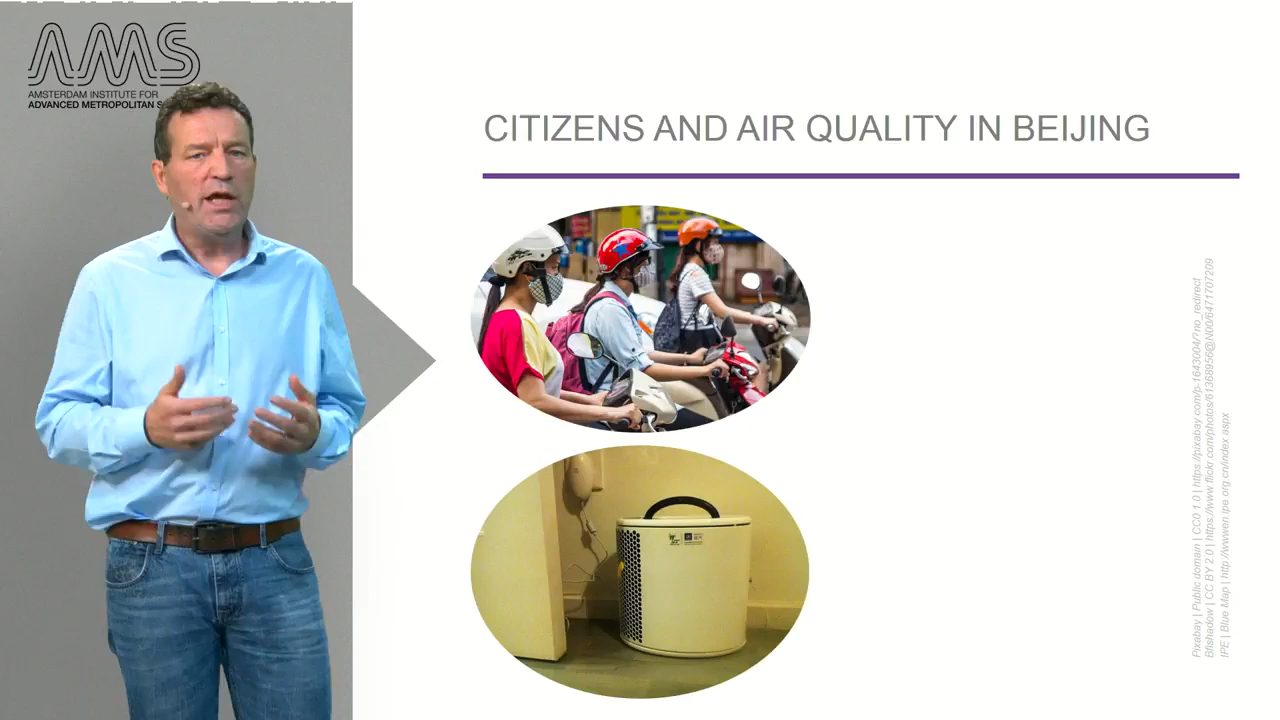 AMS
AMSTERDAM INSTITUTE FOR
ADVANCED METROPOLITAN S
CITIZENS AND AIR QUALITY IN BEIJING
Pixabay | Public domain | CC0 1.0 | https://pixabay.com/p-1643004/?no_redirect
Bfishadow | CC BY 2.0 | https://www.flickr.com/photos/61368956@N00/6471707209
IPE | Blue Map | http://wwwen.ipe.org.cn/index.aspx